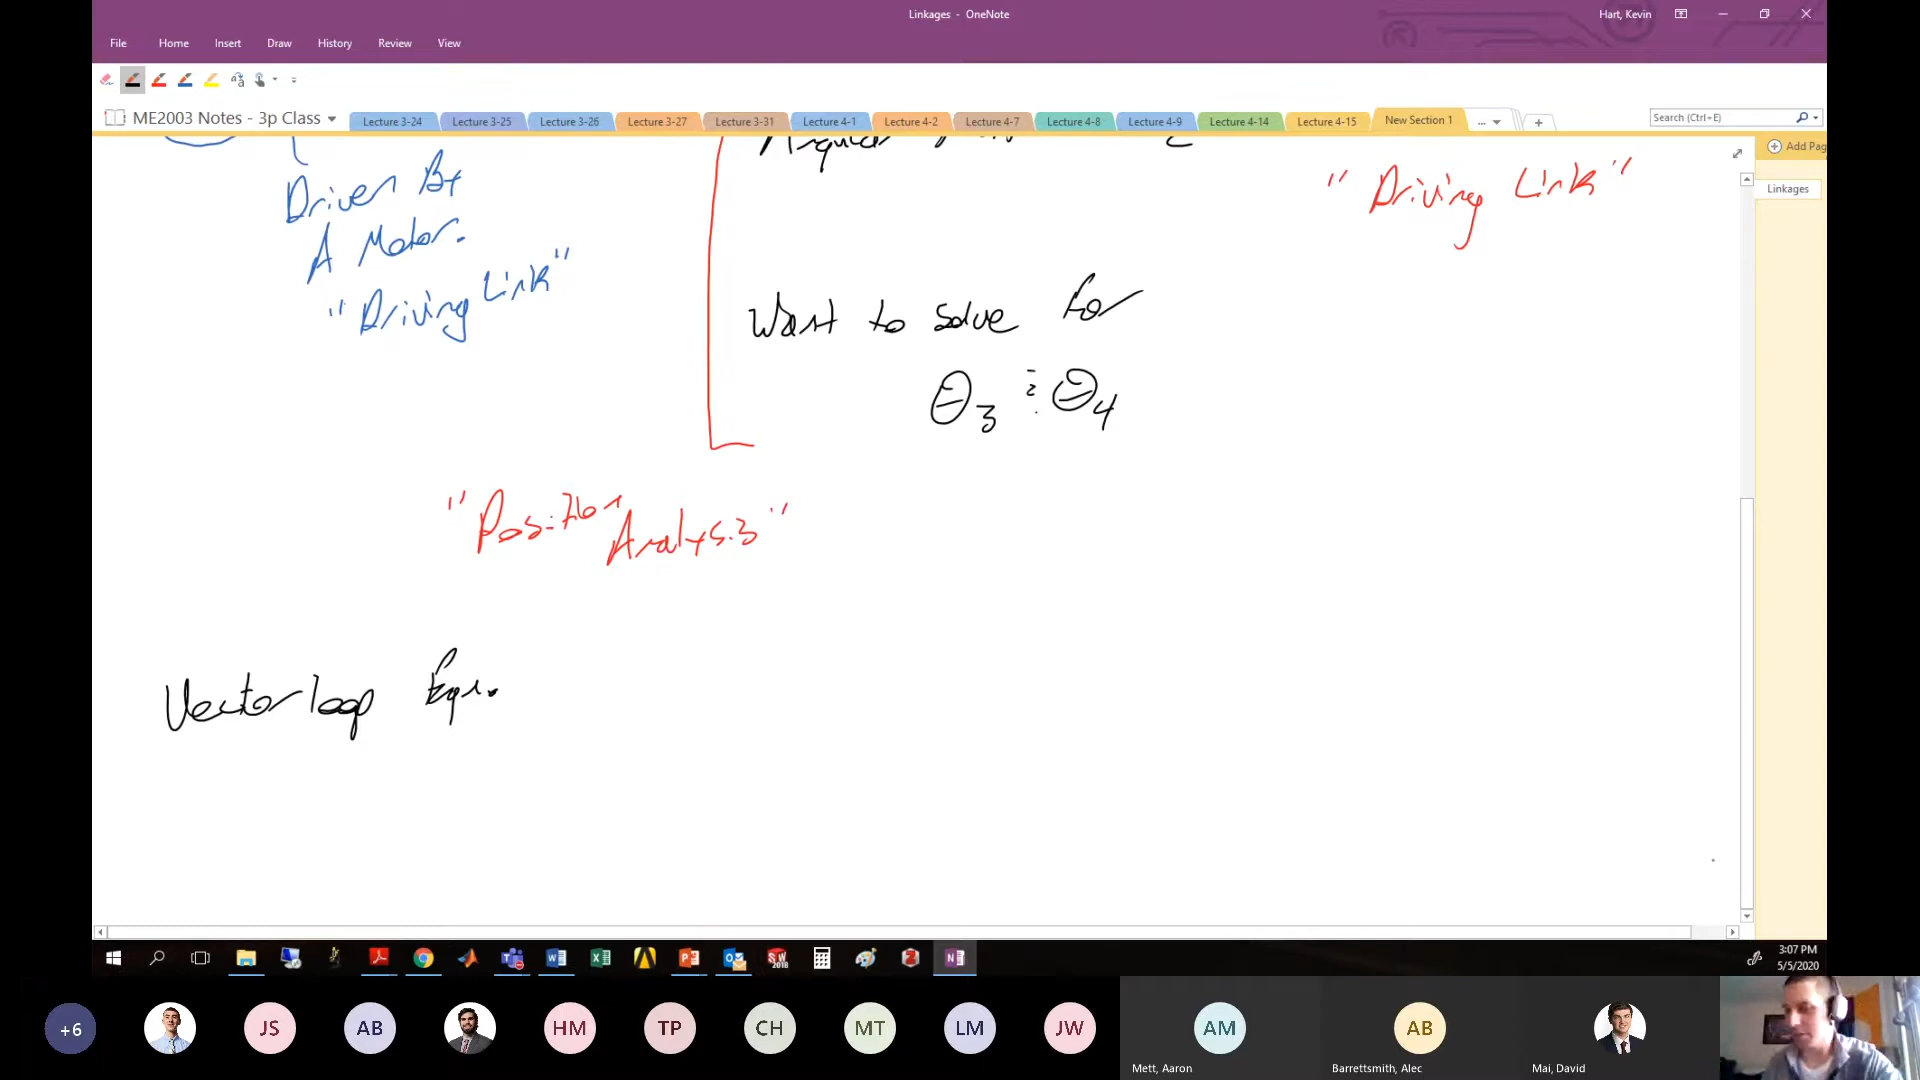 Linkages - OneNote
Hart, Kevin
File Home Insert Draw History Review View
ME2003 Notes - 3p Class
Lecture 3-24 Lecture 3-25 Lecture 3-26 Lecture 3-27 Lecture 3-31 Lecture 4-1 Lecture 4-2 Lecture 4-7 Lecture 4-8 Lecture 4-9 Lecture 4-14 Lecture 4-15 New Section 1 ...
Search (Ctrl+E)
Add Pag
Linkages
Driven By
A Motor.
"Driving Link"
"Driving Link"
Want to solve for
θ3 θ4
"Position
Analysis"
Vector loop Eqn.
3:07 PM
5/5/2020
+6 JS AB HM TP CH MT LM JW AM AB
Mett, Aaron
Barrettsmith, Alec
Mai, David